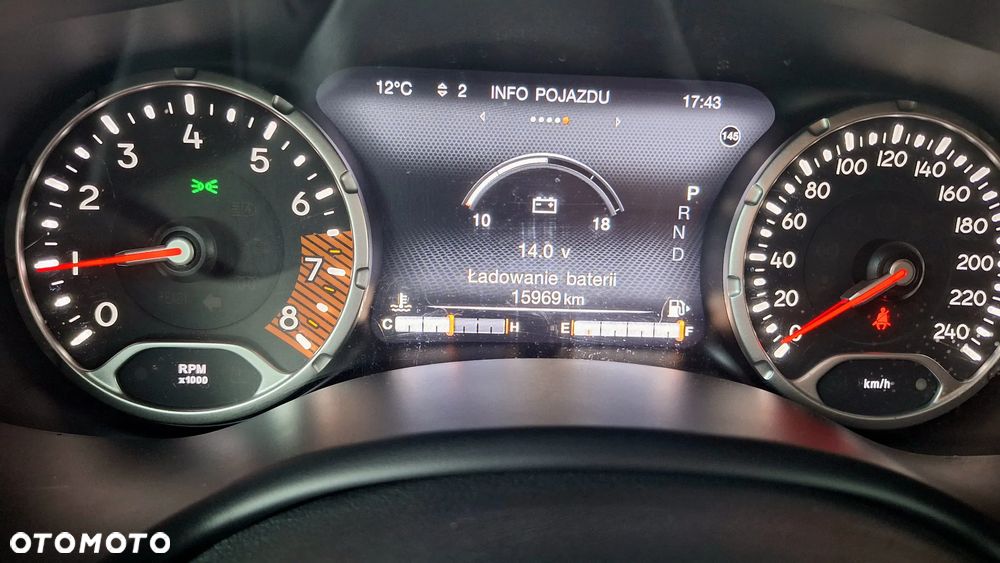 12°C 2 INFO POJAZDU 17:43
145
0 1 2 3 4 5 6 7 8
RPM
x1000
10 18
14.0 v
Ładowanie baterii
15969 km
C H E F
P
R
N
D
0 20 40 60 80 100 120 140 160 180 200 220 240
km/h
OTOMOTO